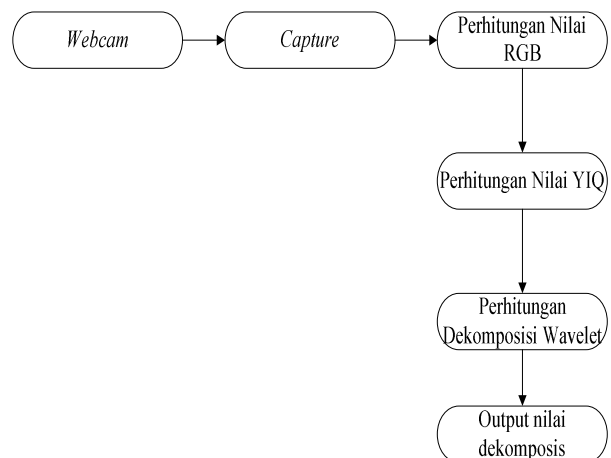 Webcam
Capture
Perhitungan Nilai
RGB
Perhitungan Nilai YIQ
Perhitungan
Dekomposisi Wavelet
Output nilai
dekomposis